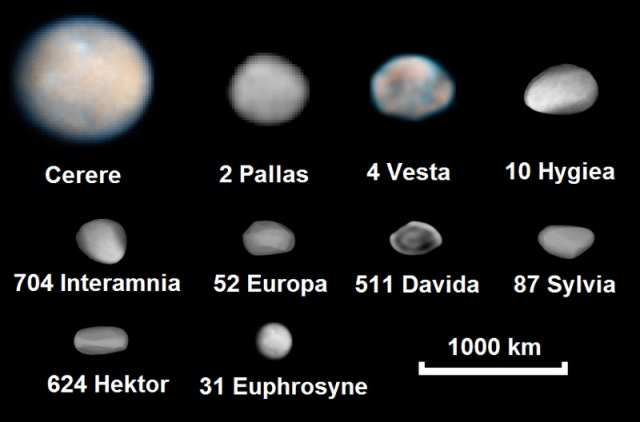 Cerere
2 Pallas
4 Vesta
10 Hygiea
704 Interamnia
52 Europa
511 Davida
87 Sylvia
624 Hektor
31 Euphrosyne
1000 km